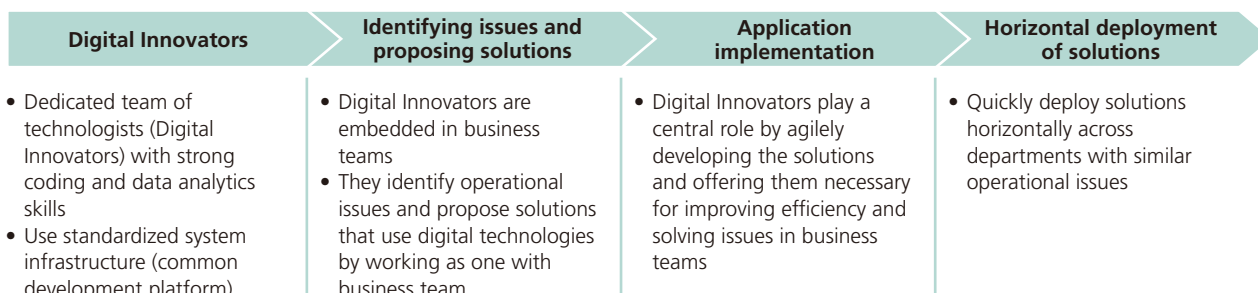 Digital Innovators
Identifying issues and
proposing solutions
Application
implementation
Horizontal deployment
of solutions
• Dedicated team of
technologists (Digital
Innovators) with strong
coding and data analytics
skills
• Use standardized system
infrastructure (common
development platform)
• Digital Innovators are
embedded in business
teams
• They identify operational
issues and propose solutions
that use digital technologies
by working as one with
business team
• Digital Innovators play a
central role by agilely
developing the solutions
and offering them necessary
for improving efficiency and
solving issues in business
teams
• Quickly deploy solutions
horizontally across
departments with similar
operational issues